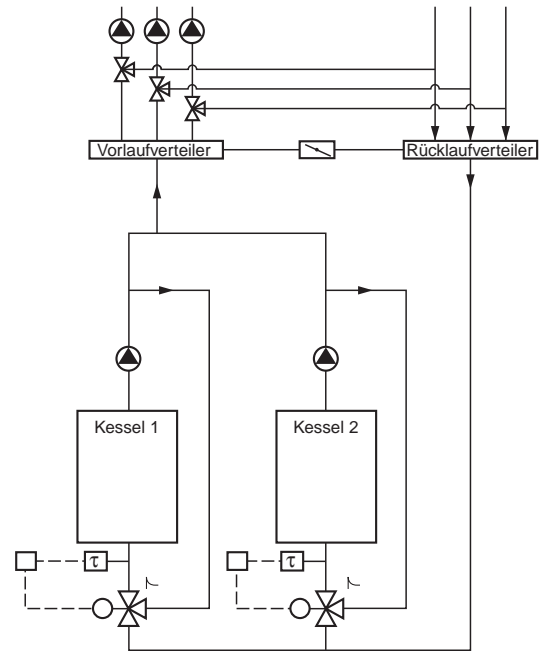 Vorlaufverteiler
Rücklaufverteiler
Kessel 1
Kessel 2
τ
τ